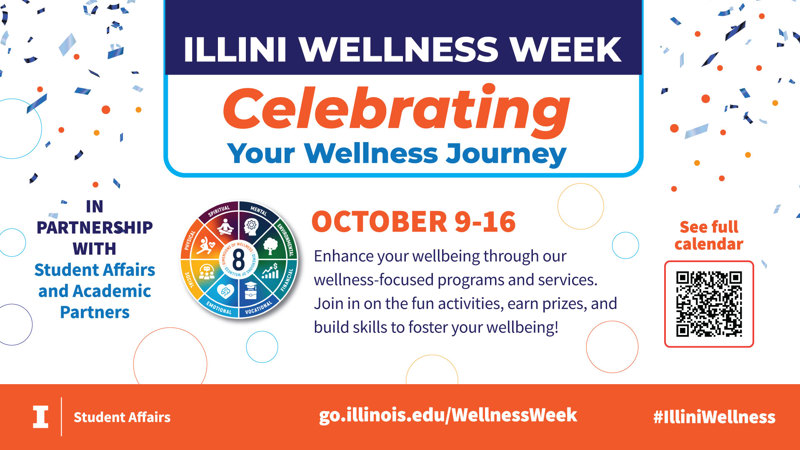 ILLINI WELLNESS WEEK
Celebrating
Your Wellness Journey
IN
PARTNERSHIP
WITH
Student Affairs
and Academic
Partners
SPIRITUAL
MENTAL
ENVIRONMENTAL
FINANCIAL
VOCATIONAL
EMOTIONAL
SOCIAL
PHYSICAL
8
OCTOBER 9-16
Enhance your wellbeing through our
wellness-focused programs and services.
Join in on the fun activities, earn prizes, and
build skills to foster your wellbeing!
See full
calendar
I
Student Affairs
go.illinois.edu/WellnessWeek
#IlliniWellness